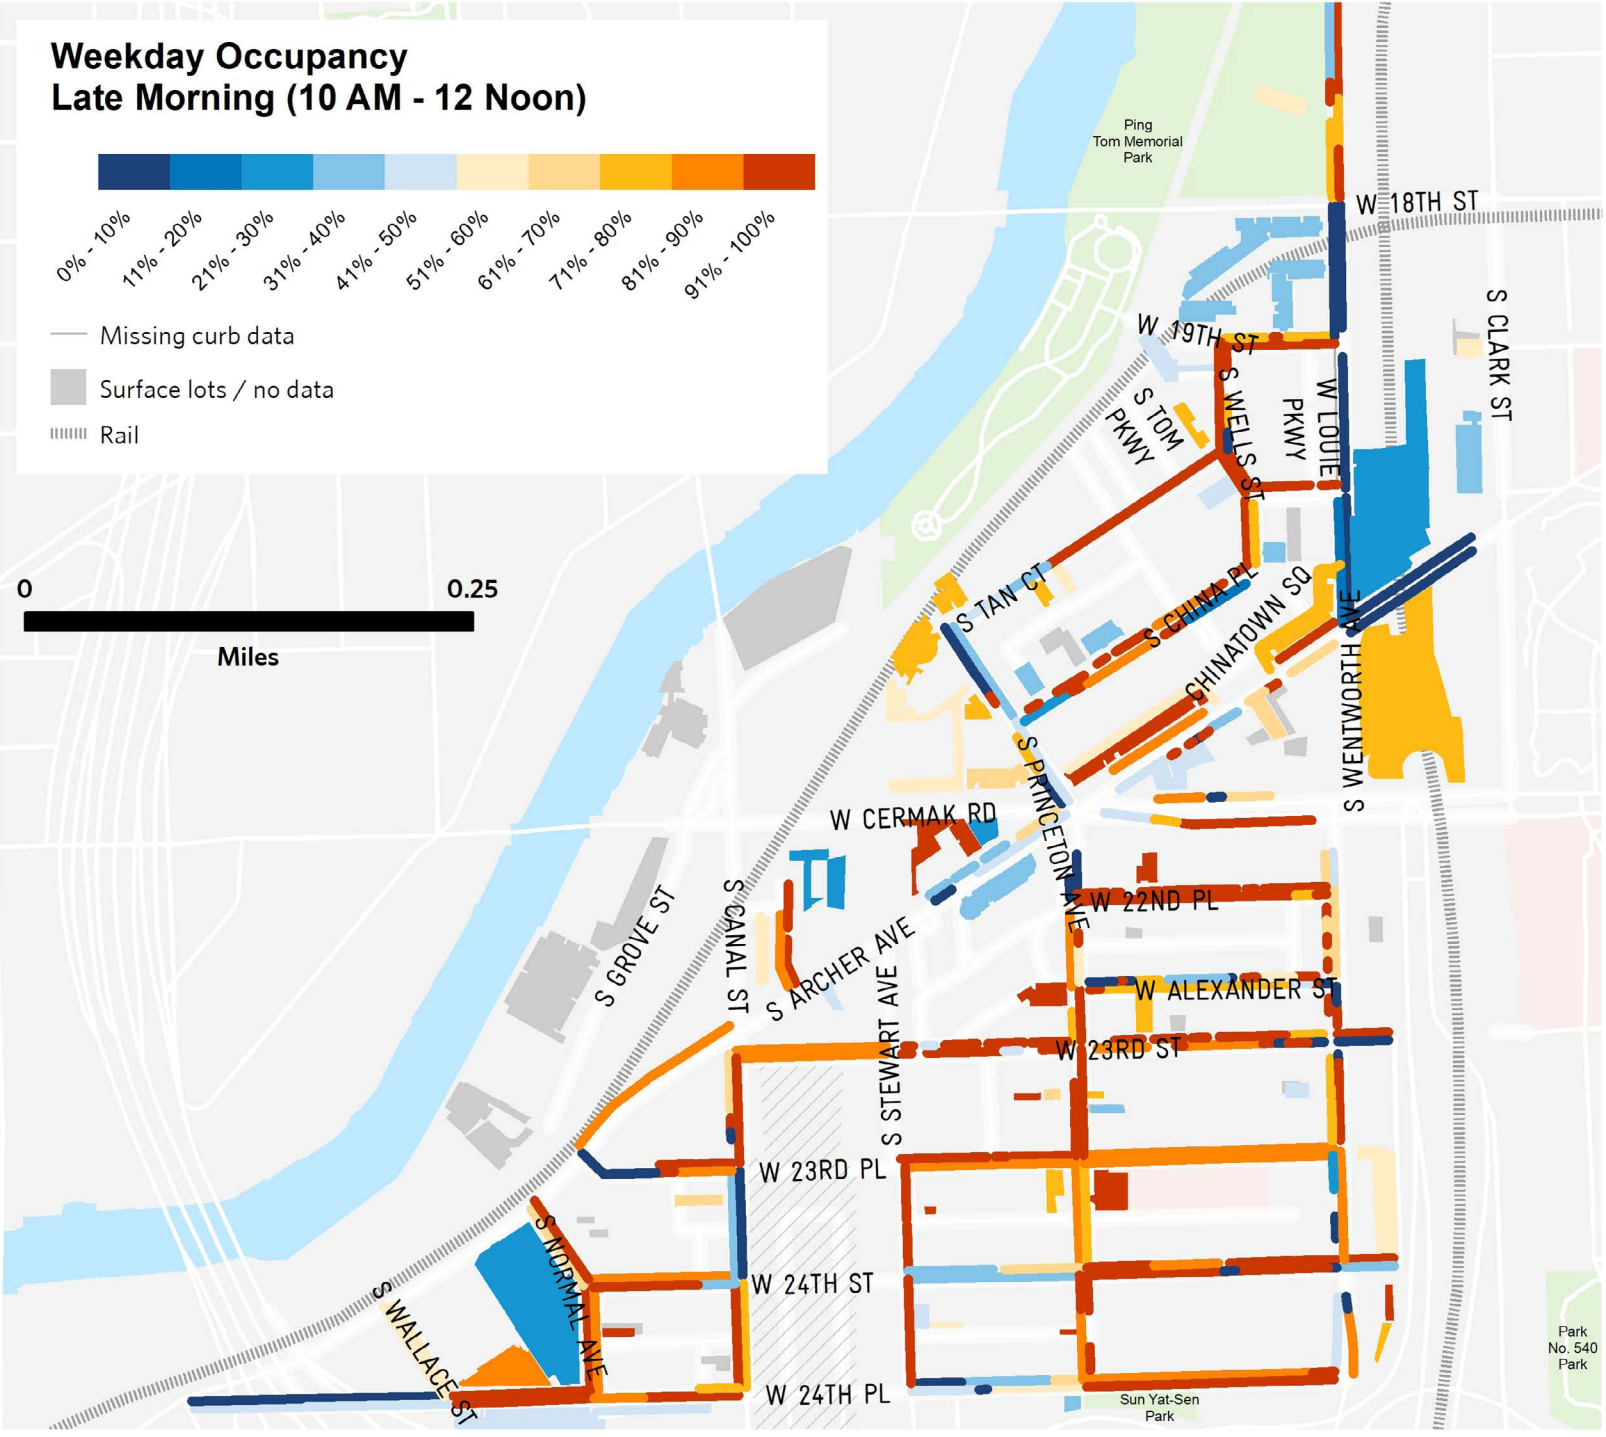 Weekday Occupancy
Late Morning (10 AM - 12 Noon)
0% - 10%
11% - 20%
21% - 30%
31% - 40%
41% - 50%
51% - 60%
61% - 70%
71% - 80%
81% - 90%
91% - 100%
Missing curb data
Surface lots / no data
Rail
0
0.25
Miles
Ping
Tom Memorial
Park
W 18TH ST
S CLARK ST
W 19TH ST
S WELLS ST
W LOUIE
PKWY
S TOM
PKWY
S TAN CT
S CHINA PL
CHINATOWN SQ
S WENTWORTH AVE
S PRINCETON AVE
W CERMAK RD
W 22ND PL
S GROVE ST
S CANAL ST
S ARCHER AVE
S STEWART AVE
W ALEXANDER ST
W 23RD ST
W 23RD PL
S NORMAL AVE
W 24TH ST
S WALLACE ST
W 24TH PL
Sun Yat-Sen
Park
Park
No. 540
Park